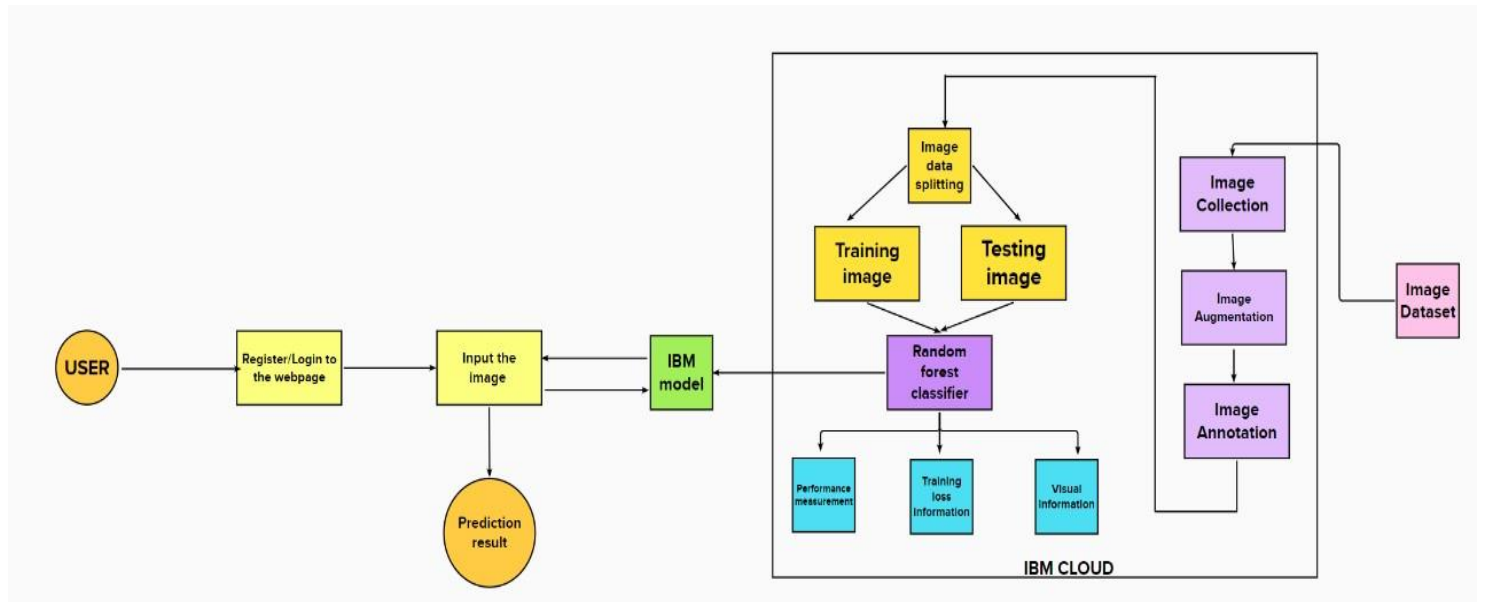 USER
Register/Login to
the webpage
Input the
image
Prediction
result
IBM
model
Image
data
splitting
Training
image
Testing
image
Random
forest
classifier
Performance
measurement
Training
loss
information
Visual
information
Image
Collection
Image
Augmentation
Image
Annotation
IBM CLOUD
Image
Dataset